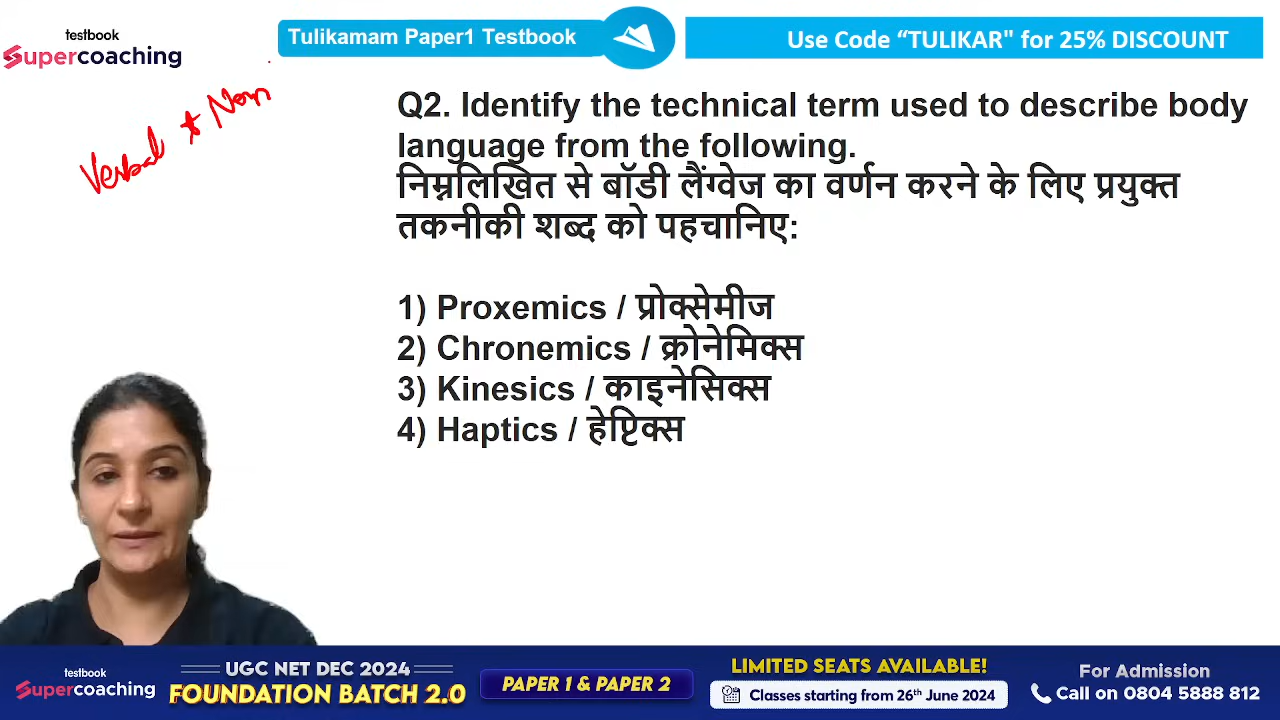 testbook
Supercoaching
Tulikamam Paper1 Testbook
Use Code “TULIKAR" for 25% DISCOUNT
Verbal & Non
Q2. Identify the technical term used to describe body
language from the following.
निम्नलिखित से बॉडी लैंग्वेज का वर्णन करने के लिए प्रयुक्त
तकनीकी शब्द को पहचानिए:
1) Proxemics / प्रोक्सेमीज
2) Chronemics / क्रोनेमिक्स
3) Kinesics / काइनेसिक्स
4) Haptics / हेप्टिक्स
testbook
Supercoaching
UGC NET DEC 2024
FOUNDATION BATCH 2.0
PAPER 1 & PAPER 2
LIMITED SEATS AVAILABLE!
Classes starting from 26th June 2024
For Admission
Call on 0804 5888 812